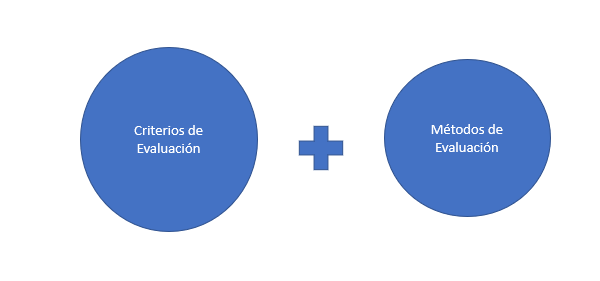 Criterios de
Evaluación
Métodos de
Evaluación